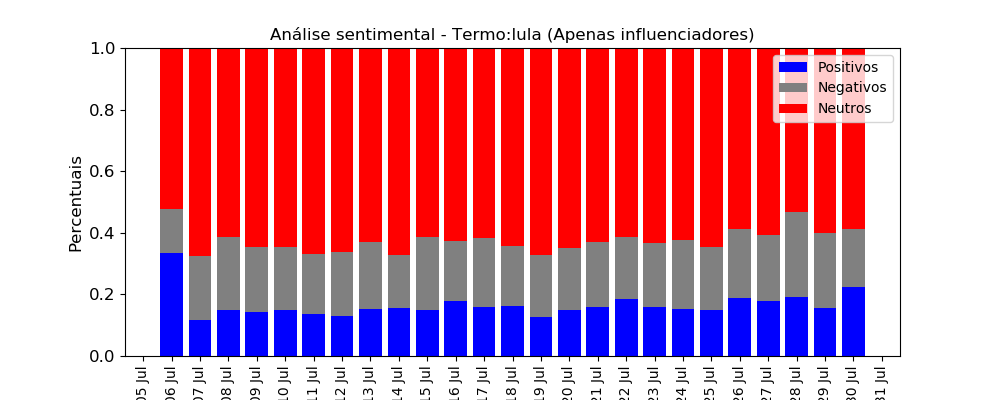 Análise sentimental - Termo:lula (Apenas influenciadores)
Positivos
Negativos
Neutros
Percentuais
1.0
0.8
0.6
0.4
0.2
0.0
05 Jul
06 Jul
07 Jul
08 Jul
09 Jul
10 Jul
11 Jul
12 Jul
13 Jul
14 Jul
15 Jul
16 Jul
17 Jul
18 Jul
19 Jul
20 Jul
21 Jul
22 Jul
23 Jul
24 Jul
25 Jul
26 Jul
27 Jul
28 Jul
29 Jul
30 Jul
31 Jul